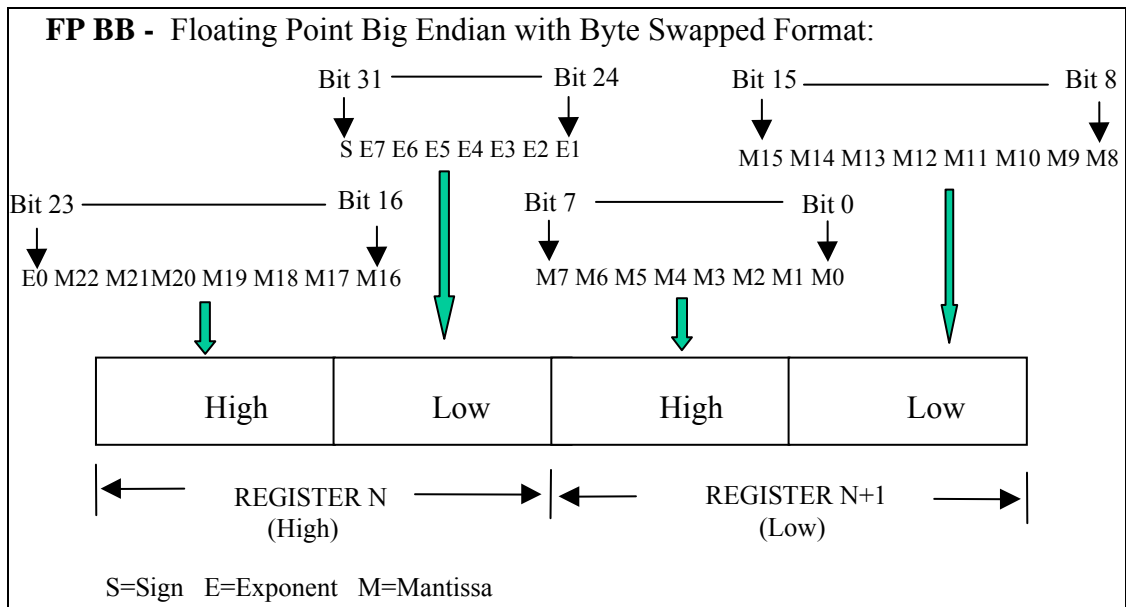 FP BB - Floating Point Big Endian with Byte Swapped Format:
Bit 31 Bit 24
Bit 15 Bit 8
S E7 E6 E5 E4 E3 E2 E1
M15 M14 M13 M12 M11 M10 M9 M8
Bit 23 Bit 16
Bit 7 Bit 0
E0 M22 M21M20 M19 M18 M17 M16
M7 M6 M5 M4 M3 M2 M1 M0
High Low High Low
REGISTER N
(High)
REGISTER N+1
(Low)
S=Sign E=Exponent M=Mantissa